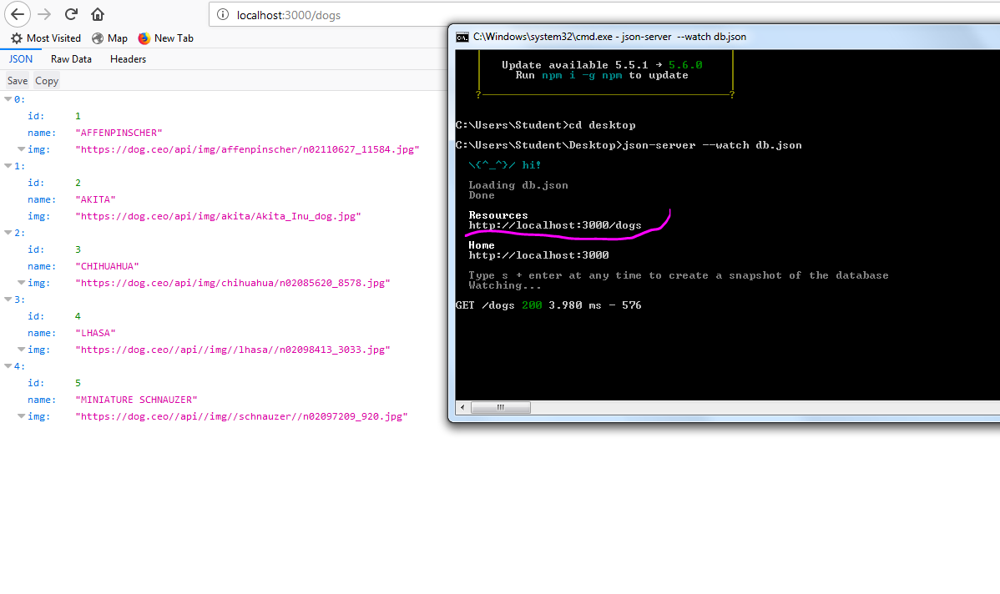 localhost:3000/dogs
Most Visited Map New Tab
JSON Raw Data Headers
Save Copy
0:
id: 1
name: "AFFENPINSCHER"
img: "https://dog.ceo/api/img/affenpinscher/n02110627_11584.jpg"
1:
id: 2
name: "AKITA"
img: "https://dog.ceo/api/img/akita/Akita_Inu_dog.jpg"
2:
id: 3
name: "CHIHUAHUA"
img: "https://dog.ceo/api/img/chihuahua/n02085620_8578.jpg"
3:
id: 4
name: "LHASA"
img: "https://dog.ceo//api//img//lhasa//n02098413_3033.jpg"
4:
id: 5
name: "MINIATURE SCHNAUZER"
img: "https://dog.ceo//api//img//schnauzer//n02097209_920.jpg"
C:\Windows\system32\cmd.exe - json-server --watch db.json
Update available 5.5.1 → 5.6.0
Run npm i -g npm to update
? ?
C:\Users\Student>cd desktop
C:\Users\Student\Desktop>json-server --watch db.json
\{^_^}/ hi!
Loading db.json
Done
Resources
http://localhost:3000/dogs
Home
http://localhost:3000
Type s + enter at any time to create a snapshot of the database
Watching...
GET /dogs 200 3.980 ms - 576